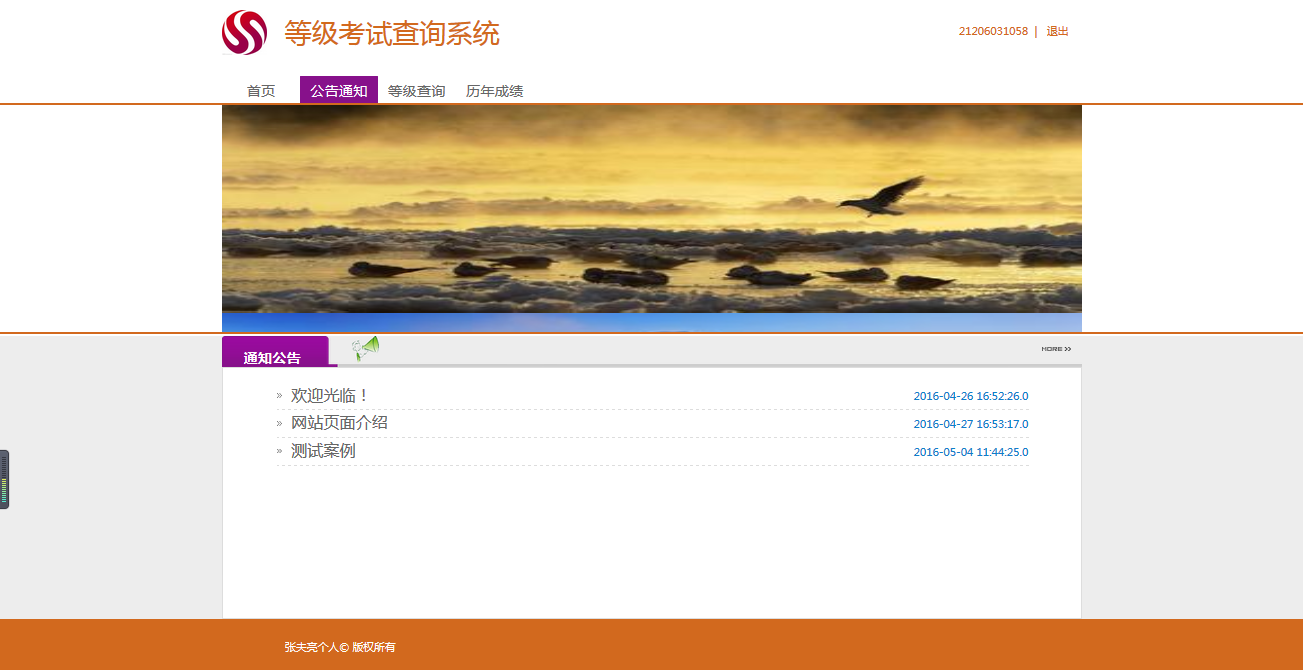 等级考试查询系统
21206031058 | 退出
首页 公告通知 等级查询 历年成绩
通知公告
MORE >>
» 欢迎光临！ 2016-04-26 16:52:26.0
» 网站页面介绍 2016-04-27 16:53:17.0
» 测试案例 2016-05-04 11:44:25.0
张夫亮个人© 版权所有